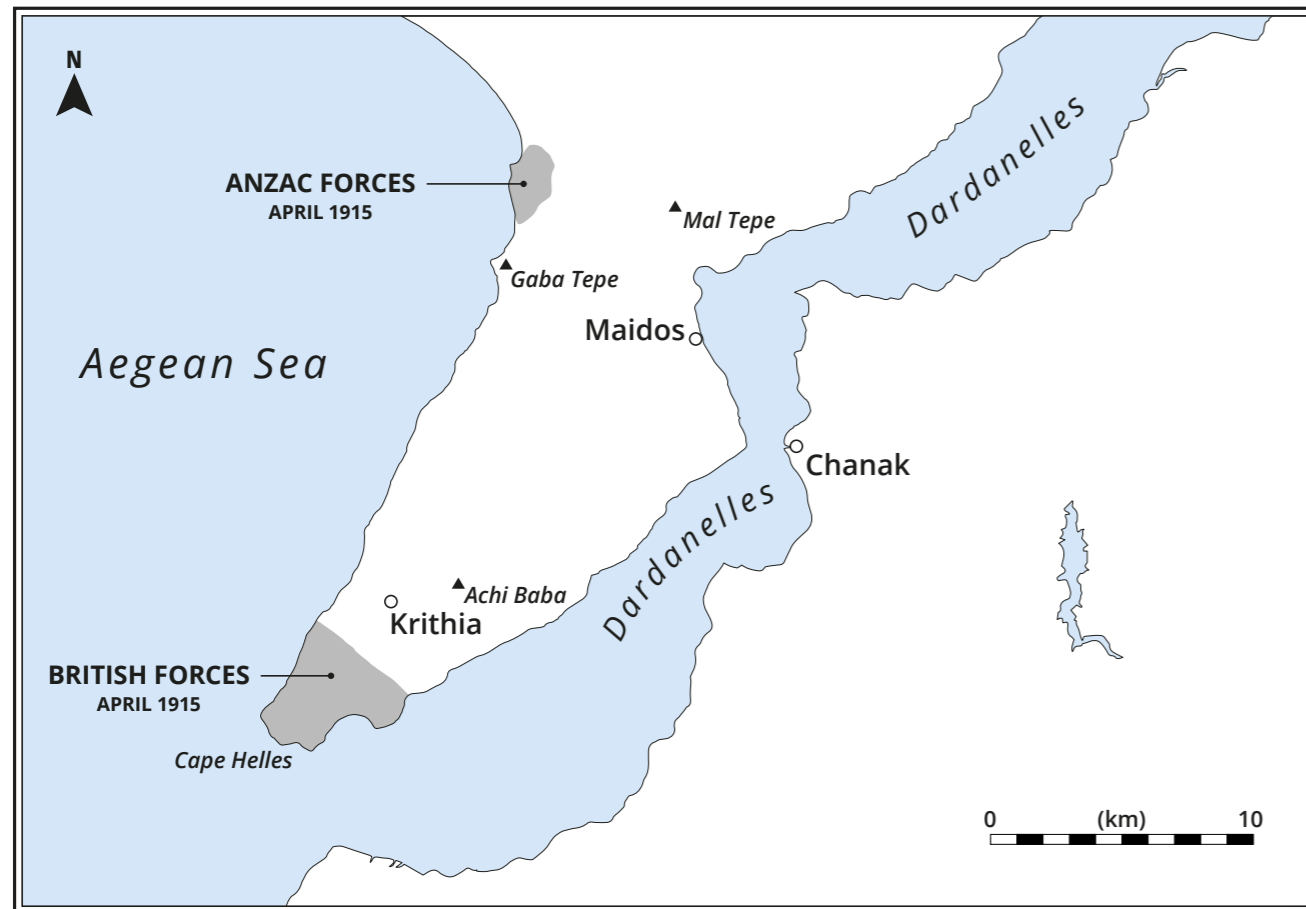 N
ANZAC FORCES
APRIL 1915
Dardanelles
Mal Tepe
Gaba Tepe
Maidos
Aegean Sea
Chanak
Dardanelles
Achi Baba
Krithia
BRITISH FORCES
APRIL 1915
Cape Helles
0 (km) 10